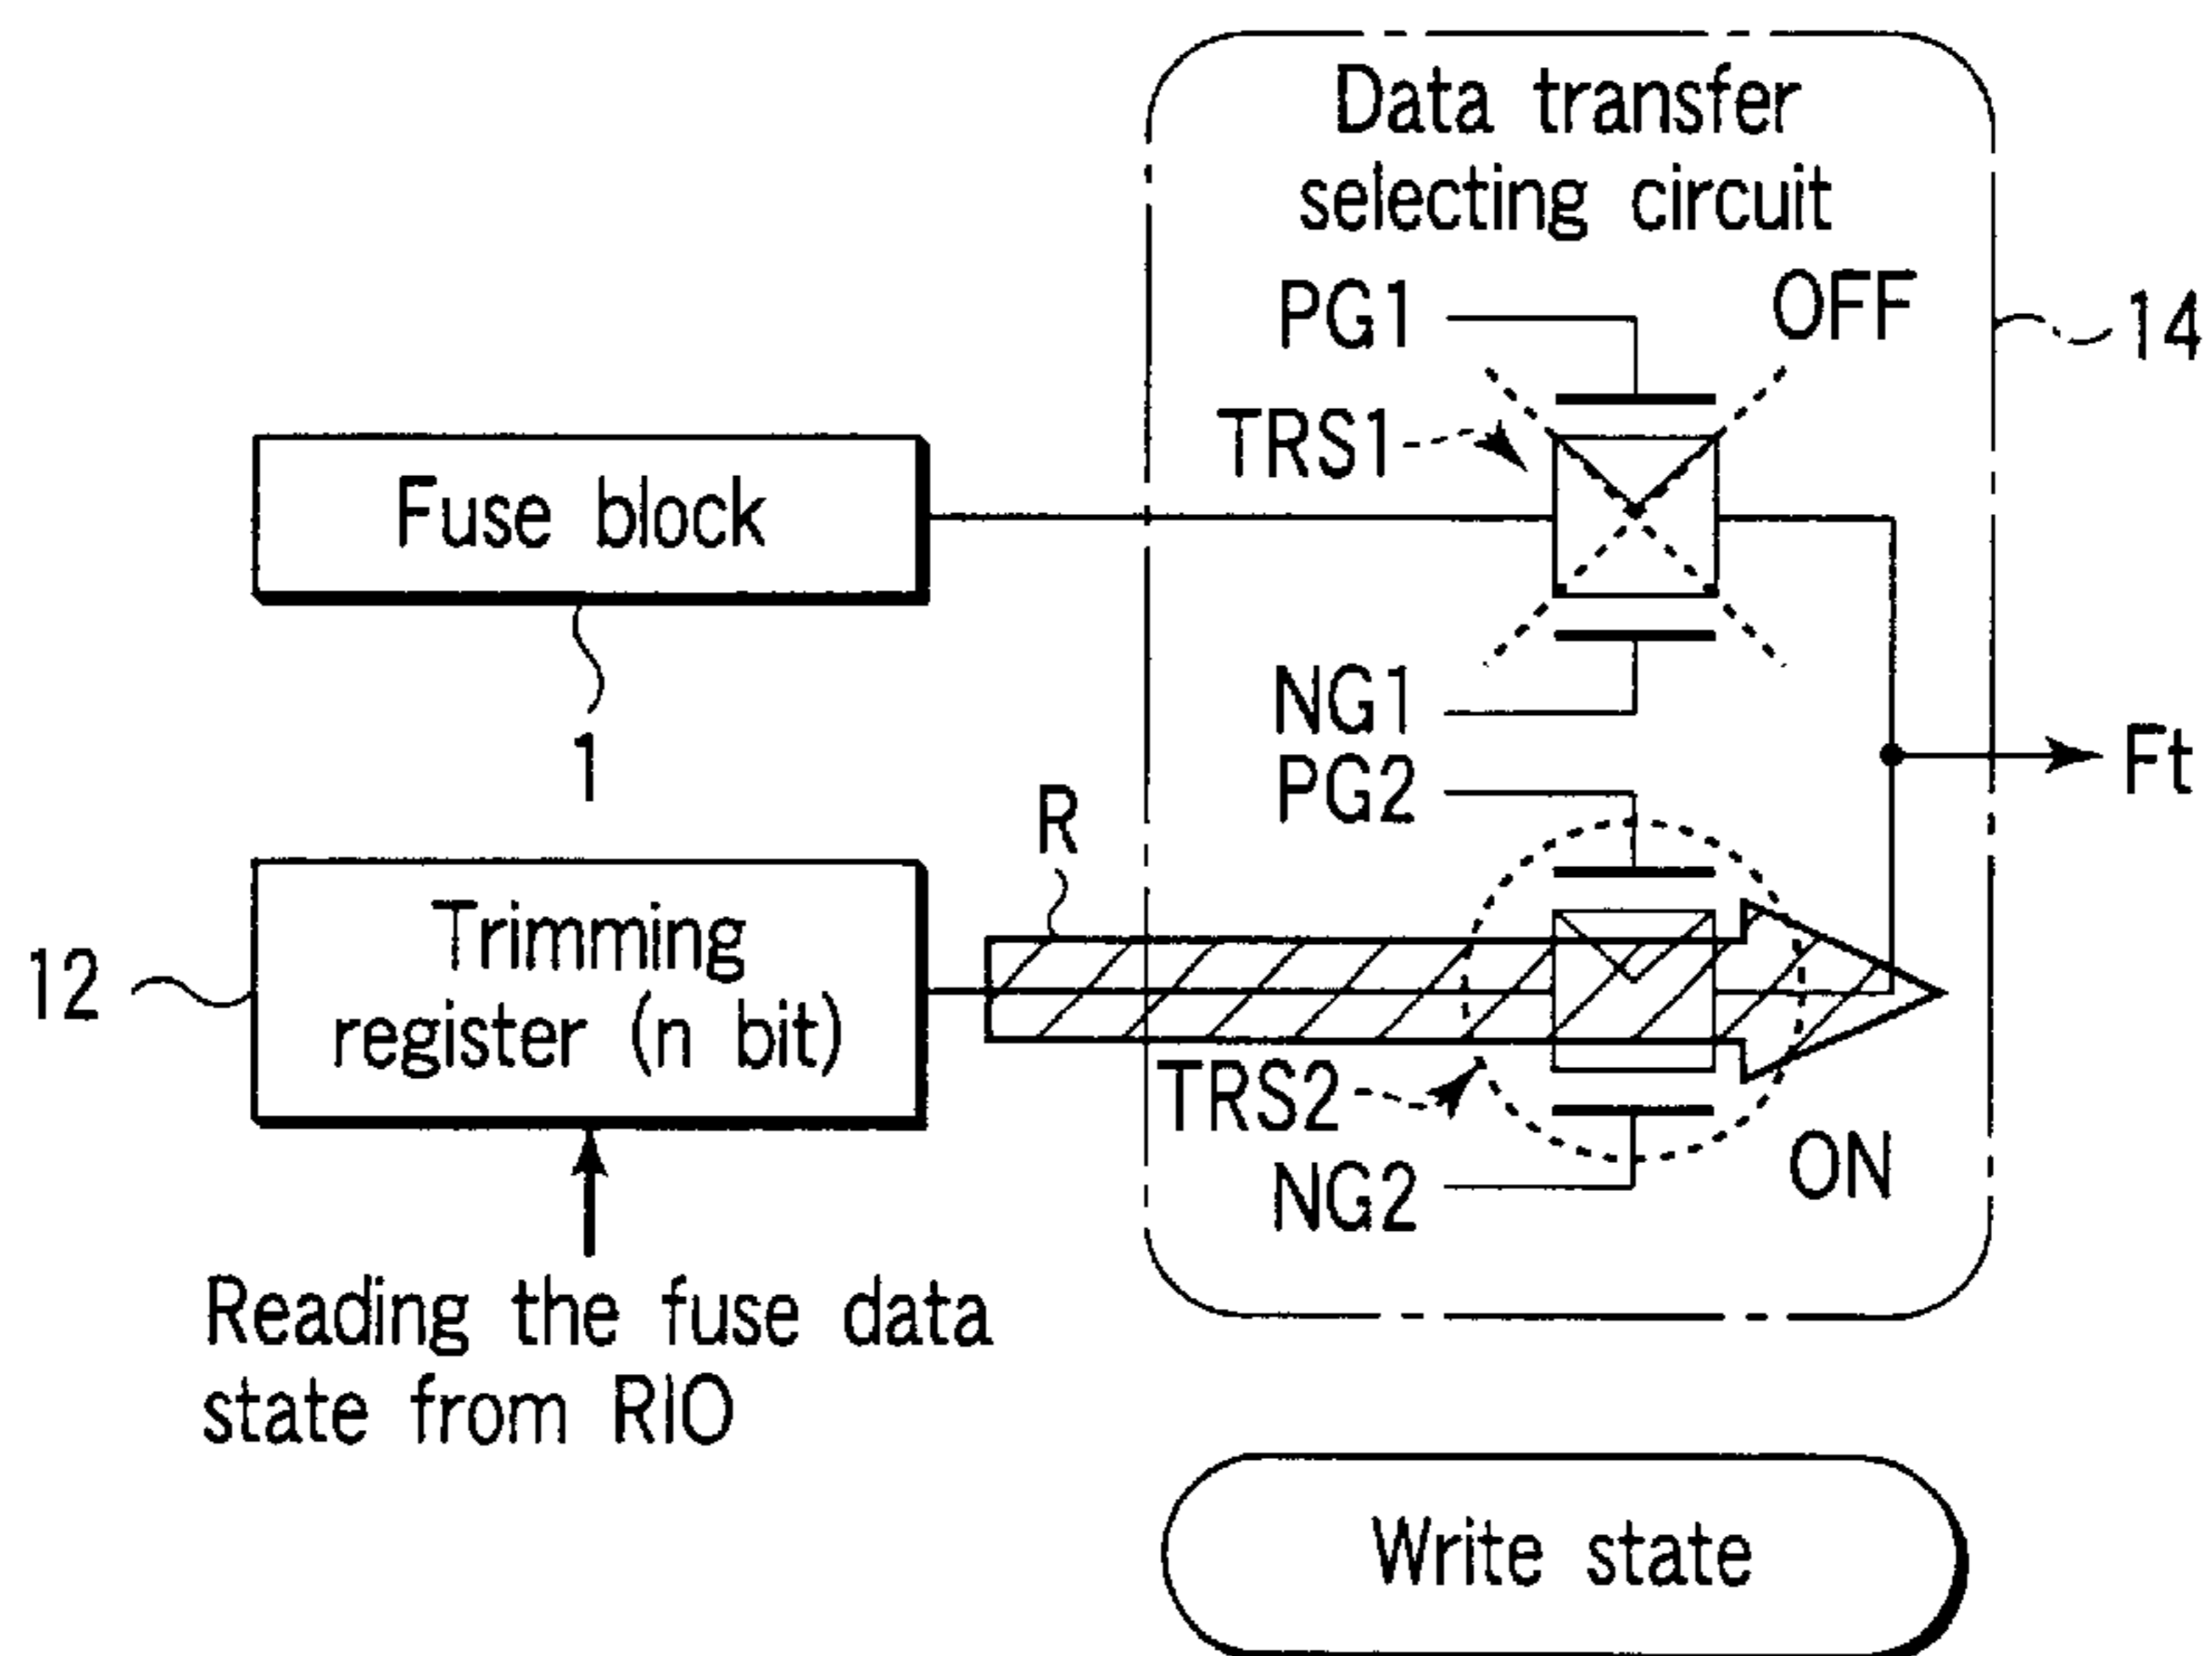 Data transfer
selecting circuit
PG1
OFF
14
TRS1
Fuse block
NG1
1
PG2
Ft
R
Trimming
register (n bit)
12
TRS2
ON
NG2
Reading the fuse data
state from RIO
Write state